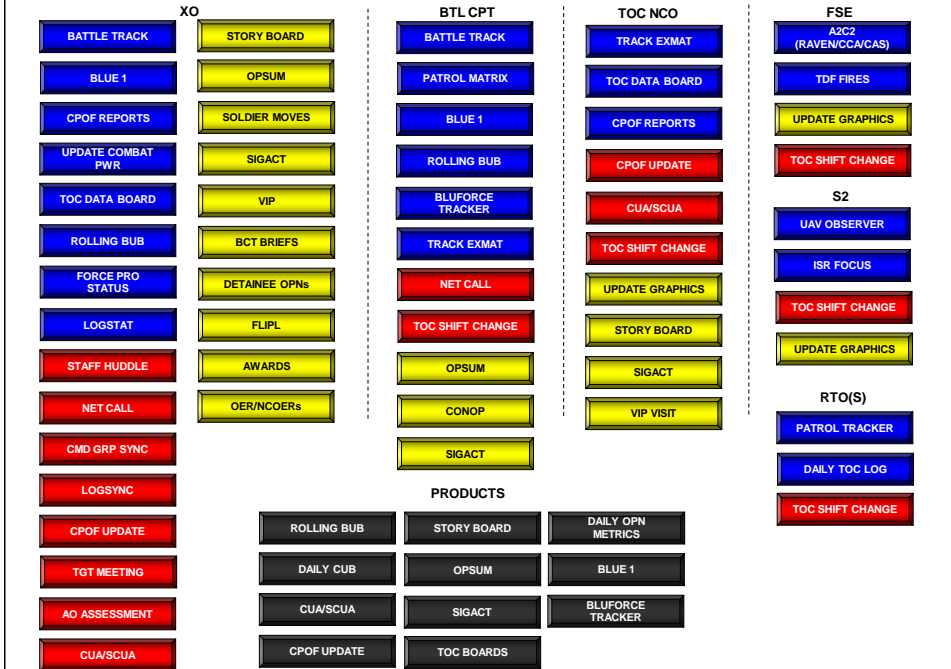 XO
BATTLE TRACK
BLUE 1
CPOF REPORTS
UPDATE COMBAT
PWR
TOC DATA BOARD
ROLLING BUB
FORCE PRO
STATUS
LOGSTAT
STAFF HUDDLE
NET CALL
CMD GRP SYNC
LOGSYNC
CPOF UPDATE
TGT MEETING
AO ASSESSMENT
CUA/SCUA
STORY BOARD
OPSUM
SOLDIER MOVES
SIGACT
VIP
BCT BRIEFS
DETAINEE OPNs
FLIPL
AWARDS
OER/NCOERs
BTL CPT
BATTLE TRACK
PATROL MATRIX
BLUE 1
ROLLING BUB
BLUFORCE
TRACKER
TRACK EXMAT
NET CALL
TOC SHIFT CHANGE
OPSUM
CONOP
SIGACT
TOC NCO
TRACK EXMAT
TOC DATA BOARD
CPOF REPORTS
CPOF UPDATE
CUA/SCUA
TOC SHIFT CHANGE
UPDATE GRAPHICS
STORY BOARD
SIGACT
VIP VISIT
FSE
A2C2
(RAVEN/CCA/CAS)
TDF FIRES
UPDATE GRAPHICS
TOC SHIFT CHANGE
S2
UAV OBSERVER
ISR FOCUS
TOC SHIFT CHANGE
UPDATE GRAPHICS
RTO(S)
PATROL TRACKER
DAILY TOC LOG
TOC SHIFT CHANGE
PRODUCTS
ROLLING BUB
DAILY CUB
CUA/SCUA
CPOF UPDATE
STORY BOARD
OPSUM
SIGACT
TOC BOARDS
DAILY OPN
METRICS
BLUE 1
BLUFORCE
TRACKER